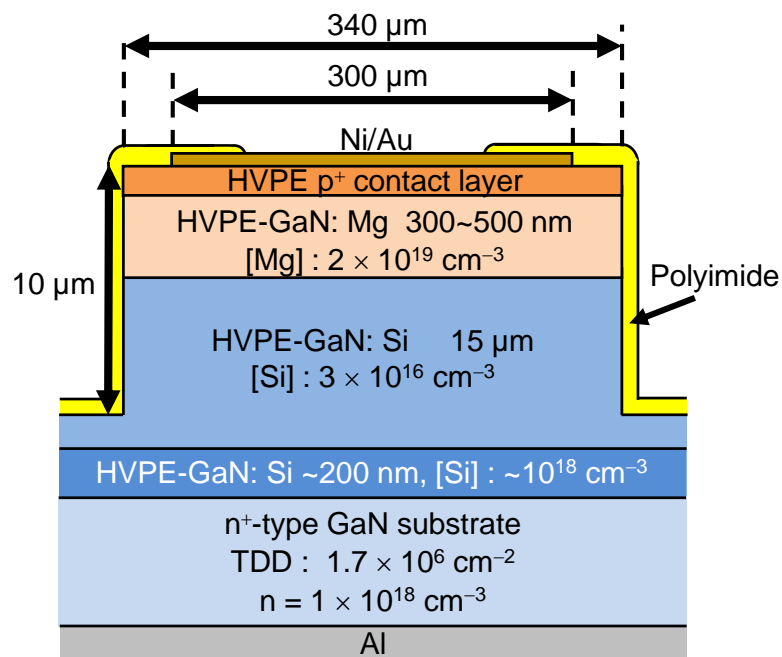 340 μm
300 μm
Ni/Au
HVPE p⁺ contact layer
HVPE-GaN: Mg 300~500 nm
[Mg] : 2 × 10¹⁹ cm⁻³
10 μm
Polyimide
HVPE-GaN: Si 15 μm
[Si] : 3 × 10¹⁶ cm⁻³
HVPE-GaN: Si ~200 nm, [Si] : ~10¹⁸ cm⁻³
n⁺-type GaN substrate
TDD : 1.7 × 10⁶ cm⁻²
n = 1 × 10¹⁸ cm⁻³
Al